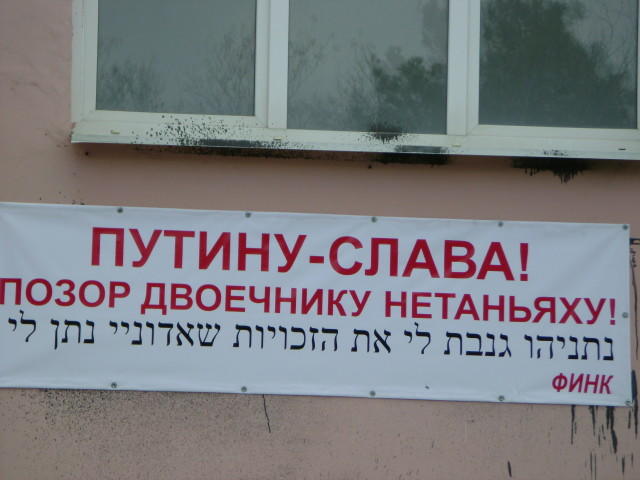 ПУТИНУ-СЛАВА!
ПОЗОР ДВОЕЧНИКУ НЕТАНЬЯХУ!
נתניהו גנבת לי את הזכויות שאדוניי נתן לי
ФИНК